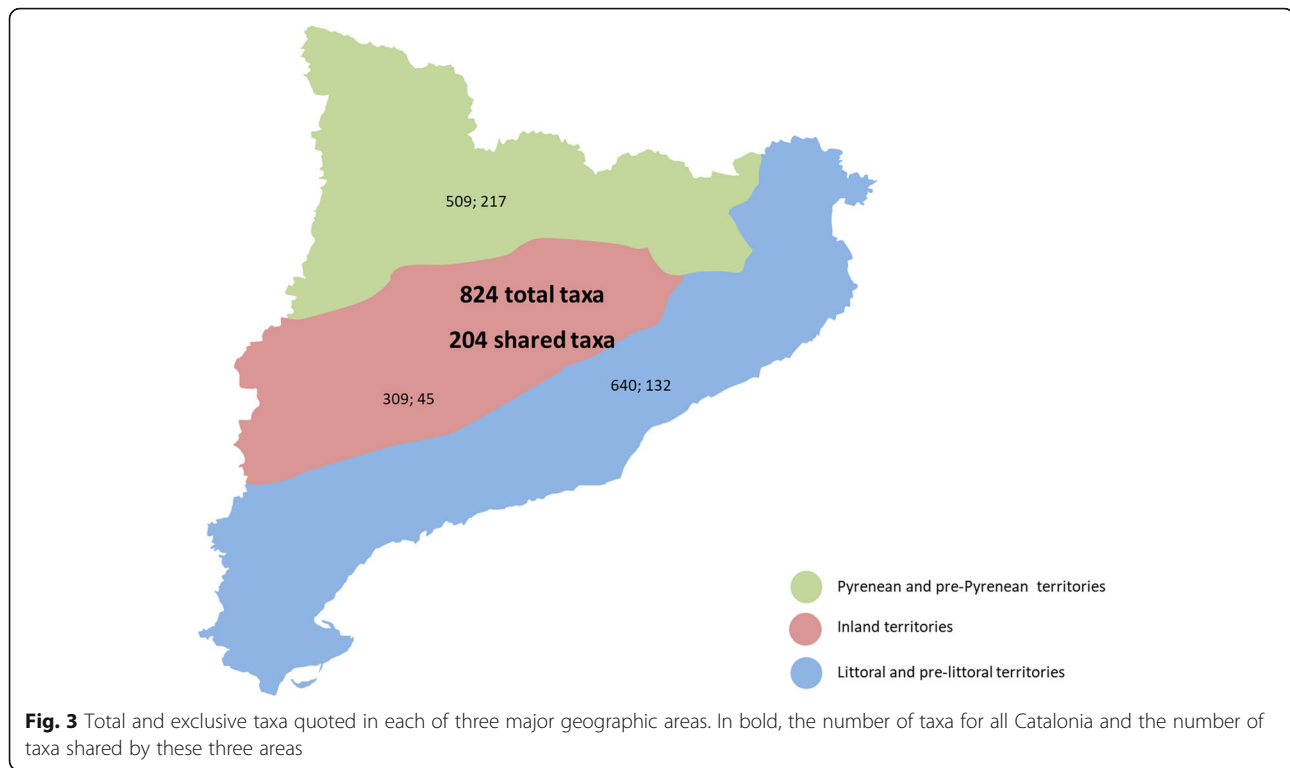 509; 217
824 total taxa
204 shared taxa
640; 132
309; 45
Pyrenean and pre-Pyrenean territories
Inland territories
Littoral and pre-littoral territories
Fig. 3 Total and exclusive taxa quoted in each of three major geographic areas. In bold, the number of taxa for all Catalonia and the number of
taxa shared by these three areas